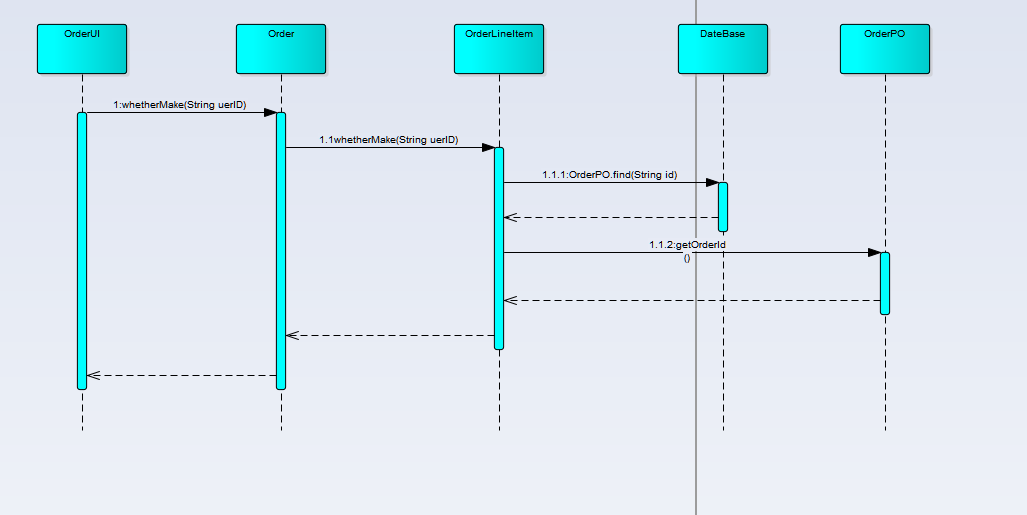 OrderUI
Order
OrderLineItem
DateBase
OrderPO
1:whetherMake(String uerID)
1.1whetherMake(String uerID)
1.1.1:OrderPO.find(String id)
1.1.2:getOrderId
()